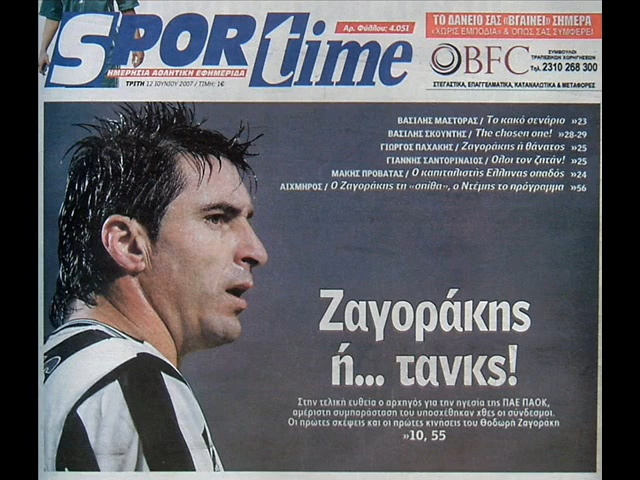 SPORtime
Αρ. Φύλλου: 4.051
ΗΜΕΡΗΣΙΑ ΑΘΛΗΤΙΚΗ ΕΦΗΜΕΡΙΔΑ
ΤΡΙΤΗ 12 ΙΟΥΝΙΟΥ 2007 / ΤΙΜΗ: 1€
ΤΟ ΔΑΝΕΙΟ ΣΑΣ «ΒΓΑΙΝΕΙ» ΣΗΜΕΡΑ
«ΧΩΡΙΣ ΕΜΠΟΔΙΑ» & ΟΠΩΣ ΣΑΣ ΣΥΜΦΕΡΕΙ
BFC
ΣΥΜΒΟΥΛΟΙ
ΤΡΑΠΕΖΙΚΩΝ ΧΟΡΗΓΗΣΕΩΝ
Τηλ. 2310 268 300
ΣΤΕΓΑΣΤΙΚΑ, ΕΠΑΓΓΕΛΜΑΤΙΚΑ, ΚΑΤΑΝΑΛΩΤΙΚΑ & ΜΕΤΑΦΟΡΕΣ
ΒΑΣΙΛΗΣ ΜΑΣΤΟΡΑΣ / Το κακό σενάριο »23
ΒΑΣΙΛΗΣ ΣΚΟΥΝΤΗΣ / The chosen one! »28-29
ΓΙΩΡΓΟΣ ΠΑΧΑΚΗΣ / Ζαγοράκης ή θάνατος »25
ΓΙΑΝΝΗΣ ΣΑΝΤΟΡΙΝΑΙΟΣ / Ολοι τον ζητάν! »25
ΜΑΚΗΣ ΠΡΟΒΑΤΑΣ / Ο καπιταλιστής Ελληνας οπαδός »24
ΑΙΧΜΗΡΟΣ / Ο Ζαγοράκης τη «σπίθα», ο Ντέμης το πρόγραμμα »56
Ζαγοράκης
ή... τανκς!
Στην τελική ευθεία ο αρχηγός για την ηγεσία της ΠΑΕ ΠΑΟΚ,
αμέριστη συμπαράσταση του υποσχέθηκαν χθες οι σύνδεσμοι.
Οι πρώτες σκέψεις και οι πρώτες κινήσεις του Θοδωρή Ζαγοράκη
»10, 55